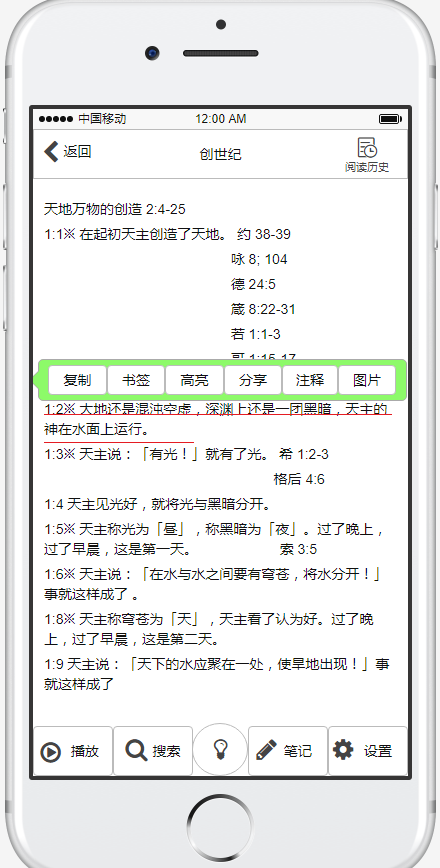 中国移动 12:00 AM
返回 创世纪 阅读历史
天地万物的创造 2:4-25
1:1※ 在起初天主创造了天地。 约 38-39
咏 8; 104
德 24:5
箴 8:22-31
若 1:1-3
哥 1:15-17
复制 书签 高亮 分享 注释 图片
1:2※ 大地还是混沌空虚，深渊上还是一团黑暗，天主的
神在水面上运行。
1:3※ 天主说：「有光！」就有了光。 希 1:2-3
格后 4:6
1:4 天主见光好，就将光与黑暗分开。
1:5※ 天主称光为「昼」，称黑暗为「夜」。过了晚上，
过了早晨，这是第一天。 索 3:5
1:6※ 天主说：「在水与水之间要有穹苍，将水分开！」
事就这样成了 。
1:8※ 天主称穹苍为「天」，天主看了认为好。过了晚
上，过了早晨，这是第二天。
1:9 天主说：「天下的水应聚在一处，使旱地出现！」事
就这样成了
播放 搜索 笔记 设置